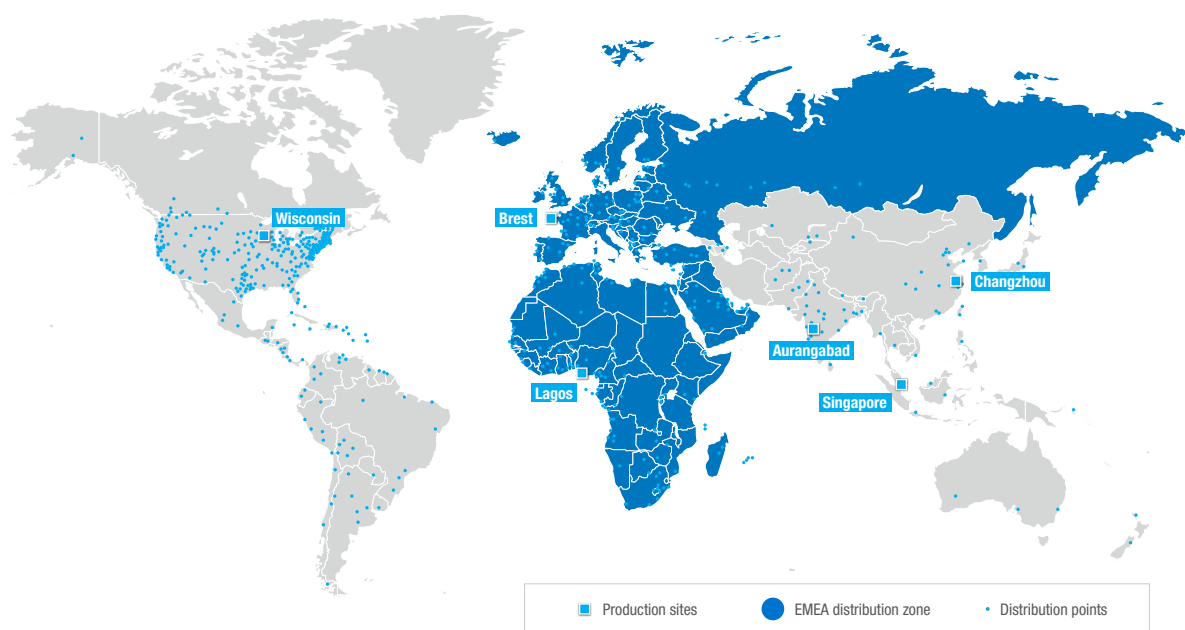 Wisconsin
Brest
Changzhou
Aurangabad
Lagos
Singapore
Production sites
EMEA distribution zone
Distribution points